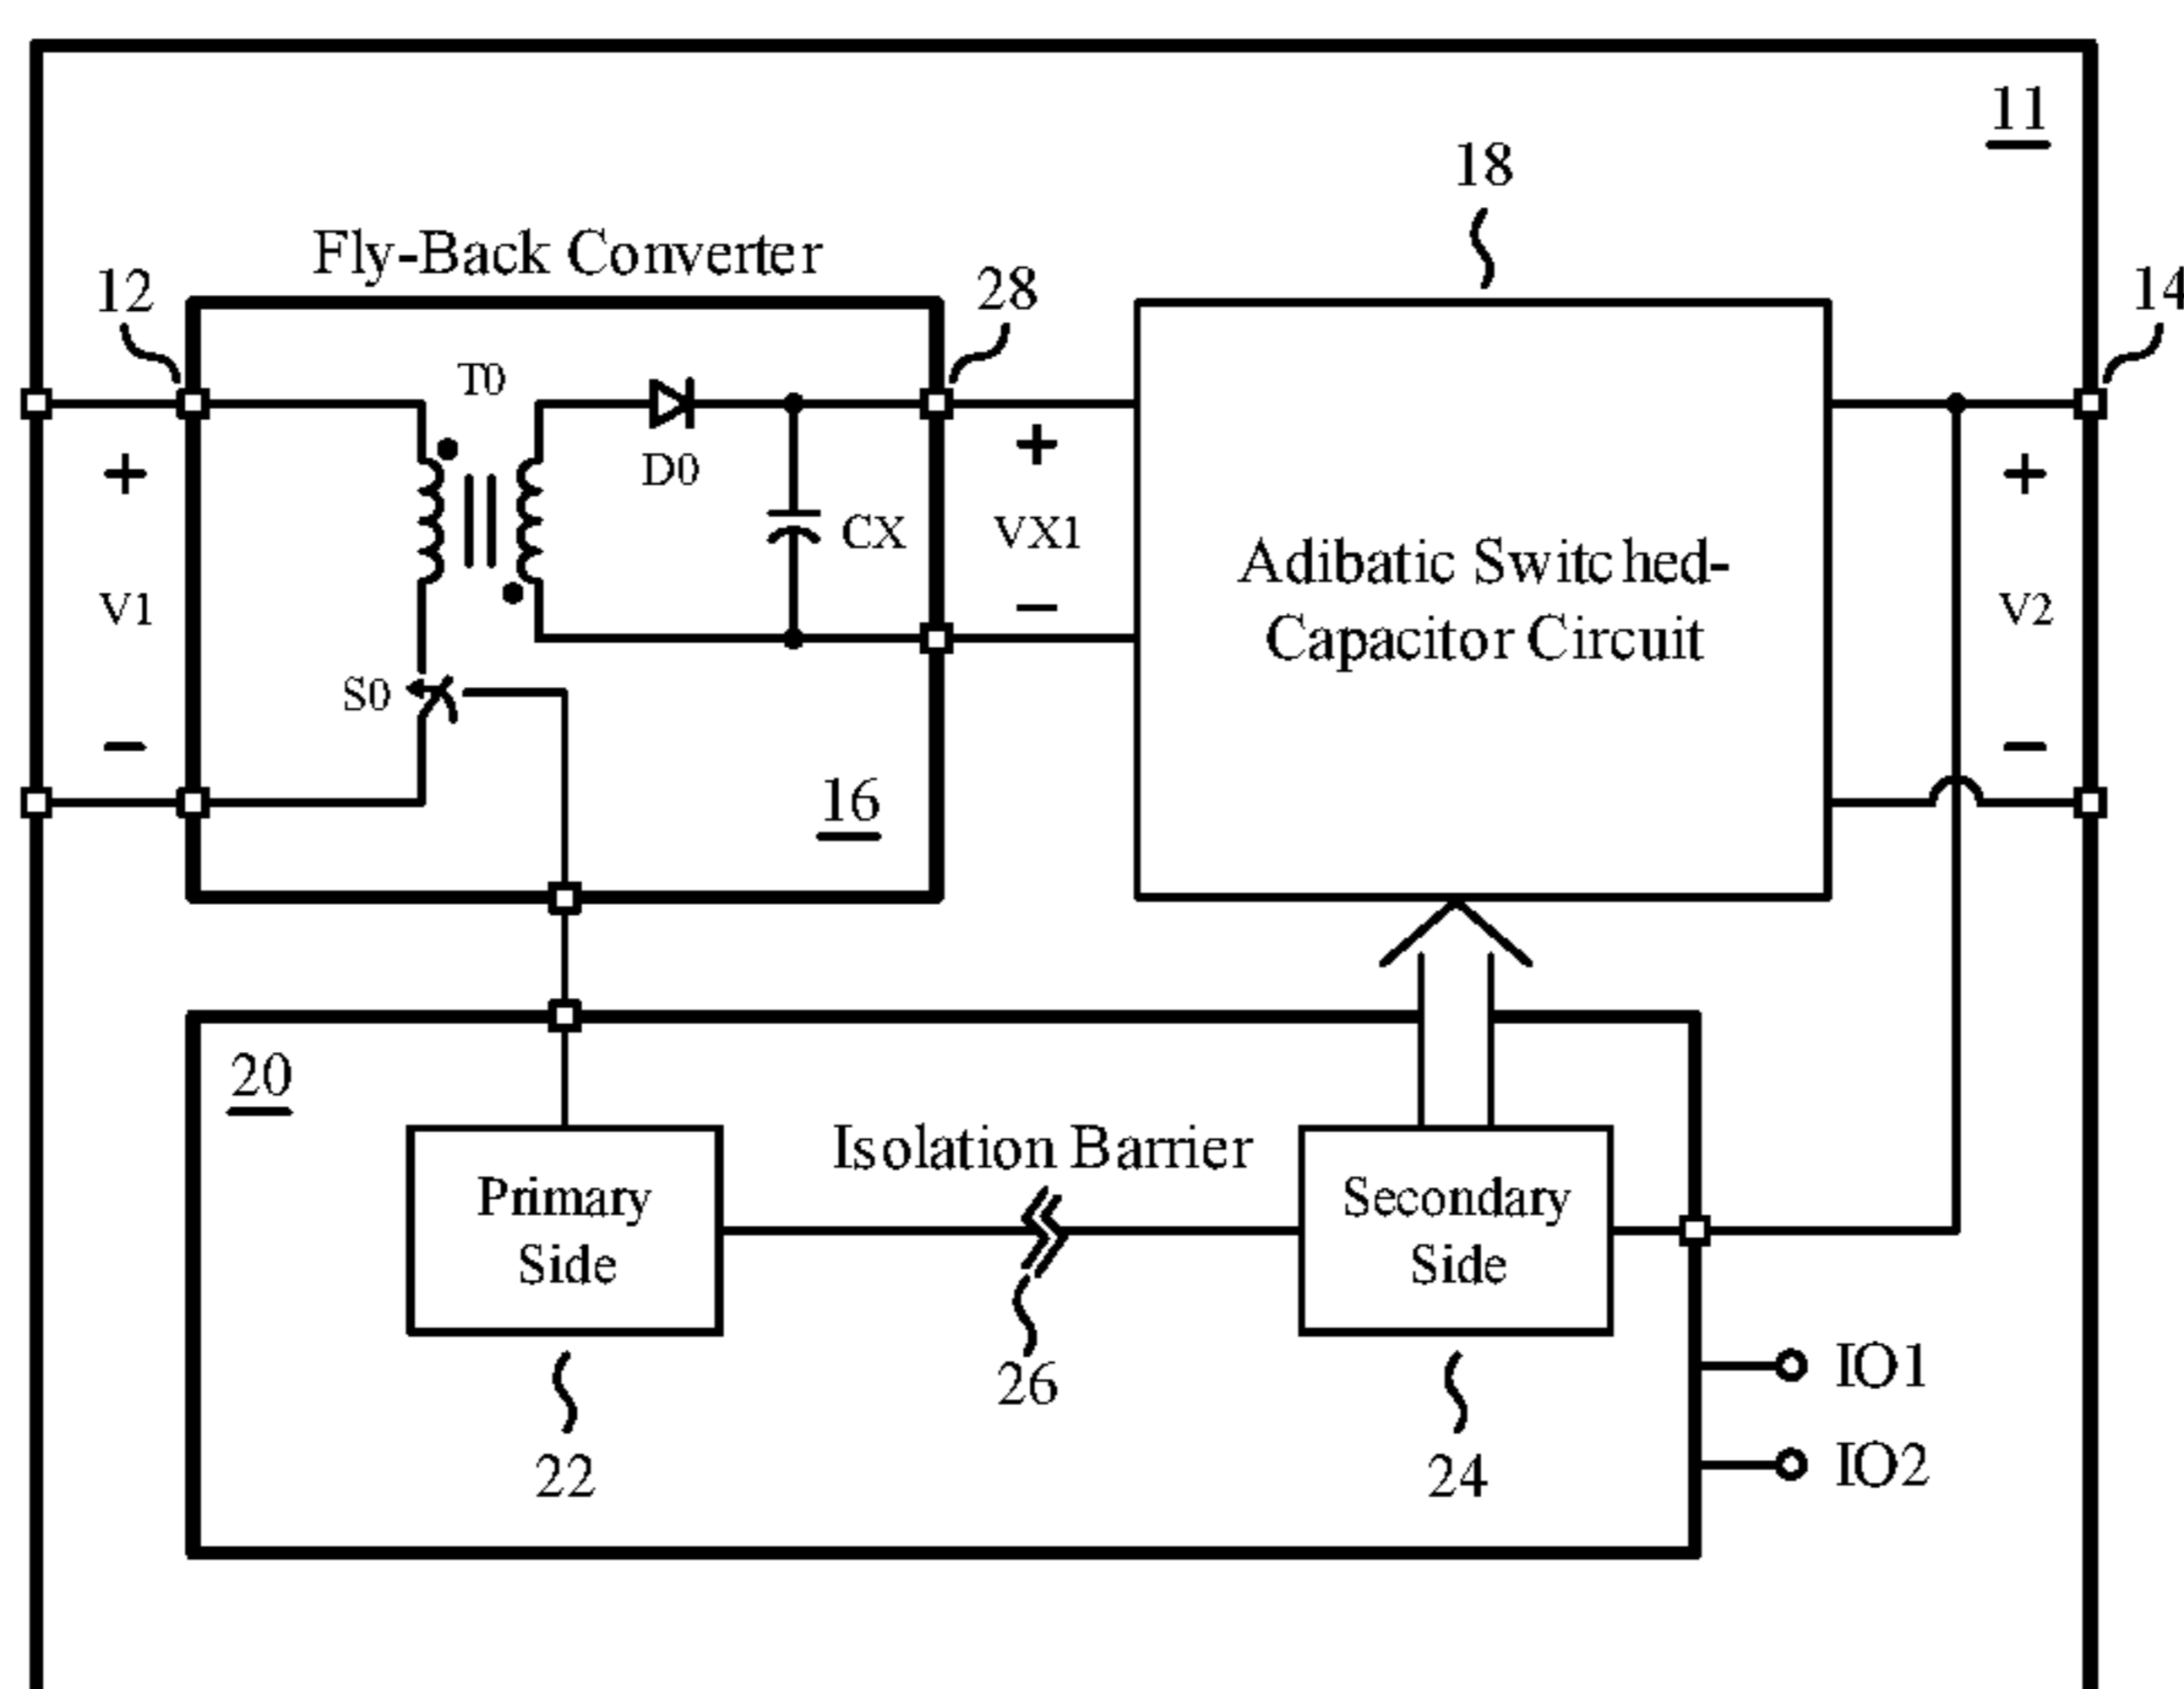 11
18
Fly-Back Converter
12
28
14
T0
D0
+
+
+
CX
VX1
V1
V2
Adibatic Switched-
Capacitor Circuit
−
S0
−
−
16
20
Isolation Barrier
Primary
Side
Secondary
Side
26
IO1
22
24
IO2